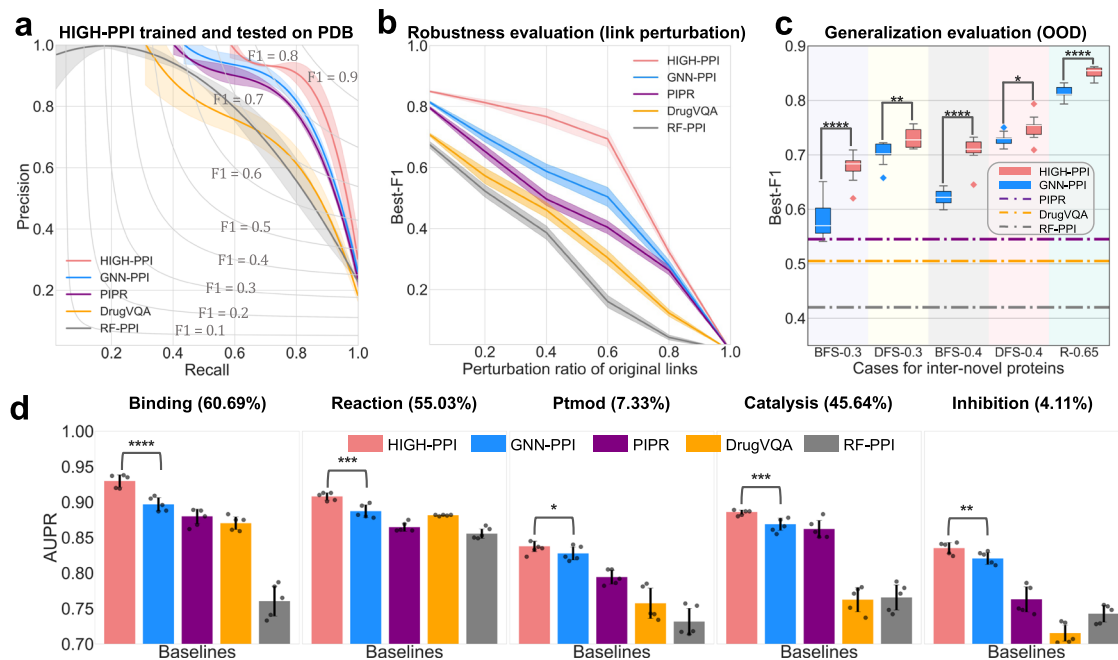 a
HIGH-PPI trained and tested on PDB
1.0
0.8
0.6
0.4
0.2
Precision
F1 = 0.8
F1 = 0.9
F1 = 0.7
F1 = 0.6
F1 = 0.5
F1 = 0.4
F1 = 0.3
F1 = 0.2
F1 = 0.1
HIGH-PPI
GNN-PPI
PIPR
DrugVQA
RF-PPI
0.2 0.4 0.6 0.8 1.0
Recall
b
Robustness evaluation (link perturbation)
1.0
0.8
0.6
0.4
0.2
Best-F1
HIGH-PPI
GNN-PPI
PIPR
DrugVQA
RF-PPI
0.2 0.4 0.6 0.8 1.0
Perturbation ratio of original links
c
Generalization evaluation (OOD)
0.9
0.8
0.7
0.6
0.5
0.4
Best-F1
****
**
****
*
****
HIGH-PPI
GNN-PPI
PIPR
DrugVQA
RF-PPI
BFS-0.3 DFS-0.3 BFS-0.4 DFS-0.4 R-0.65
Cases for inter-novel proteins
d
Binding (60.69%) Reaction (55.03%) Ptmod (7.33%) Catalysis (45.64%) Inhibition (4.11%)
HIGH-PPI GNN-PPI PIPR DrugVQA RF-PPI
1.00
0.95
0.90
0.85
0.80
0.75
0.70
AUPR
****
***
*
***
**
Baselines Baselines Baselines Baselines Baselines